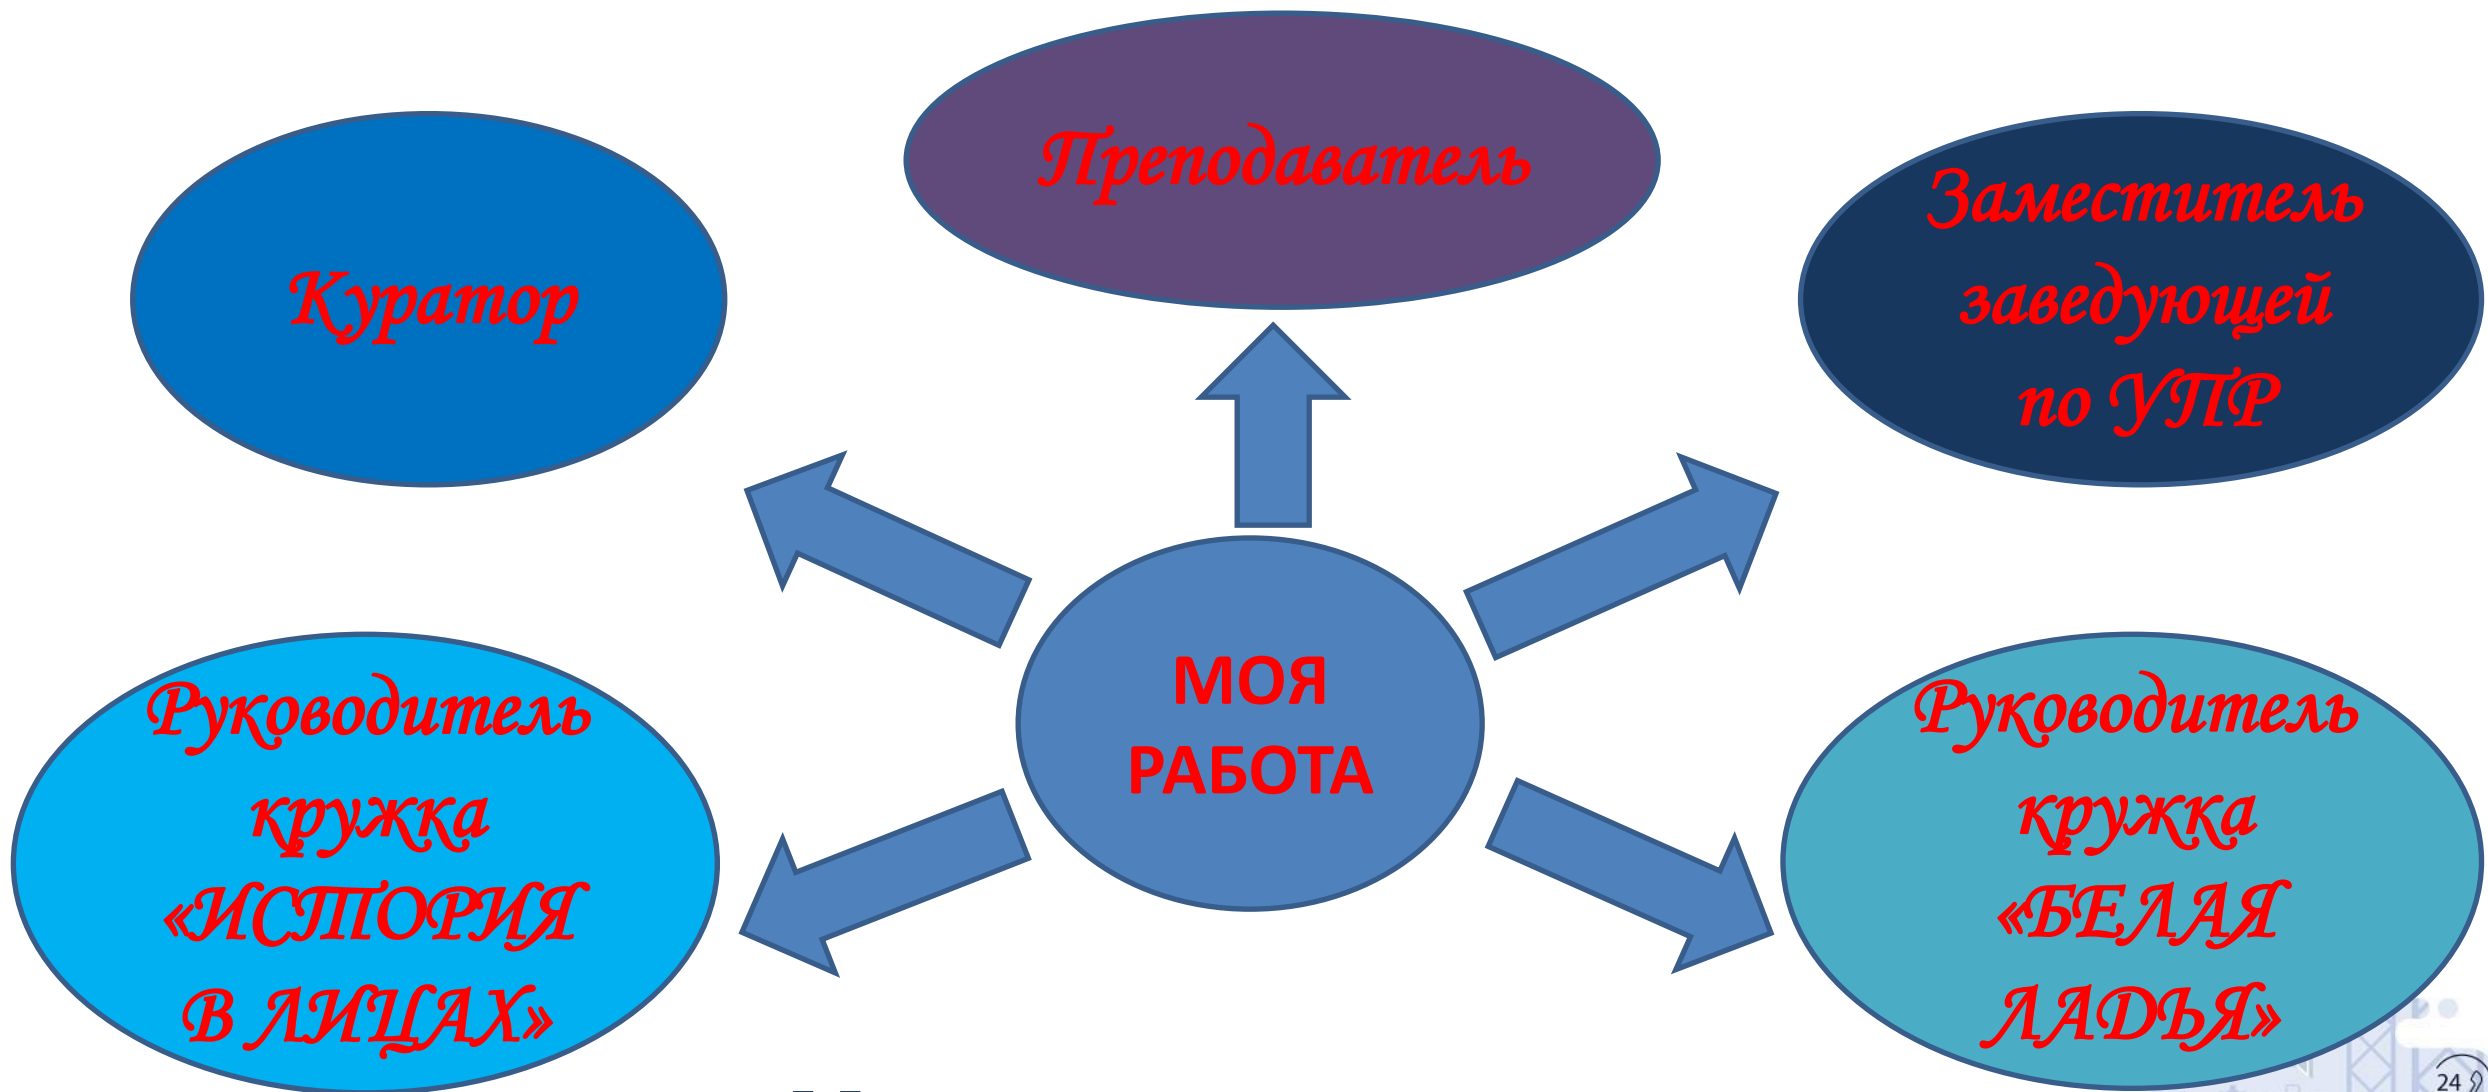 Преподаватель
Куратор
Заместитель
заведующей
по УПР
МОЯ
РАБОТА
Руководитель
кружка
«ИСТОРИЯ
В ЛИЦАХ»
Руководитель
кружка
«БЕЛАЯ
ЛАДЬЯ»
24